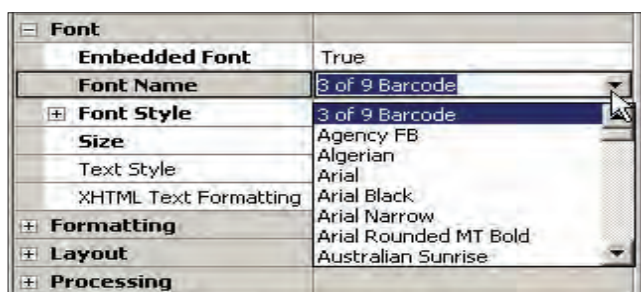 Font
Embedded Font True
Font Name 3 of 9 Barcode
Font Style 3 of 9 Barcode
Agency FB
Size
Algerian
Text Style
Arial
XHTML Text Formatting Arial Black
Arial Narrow
Formatting
Arial Rounded MT Bold
Layout
Australian Sunrise
Processing